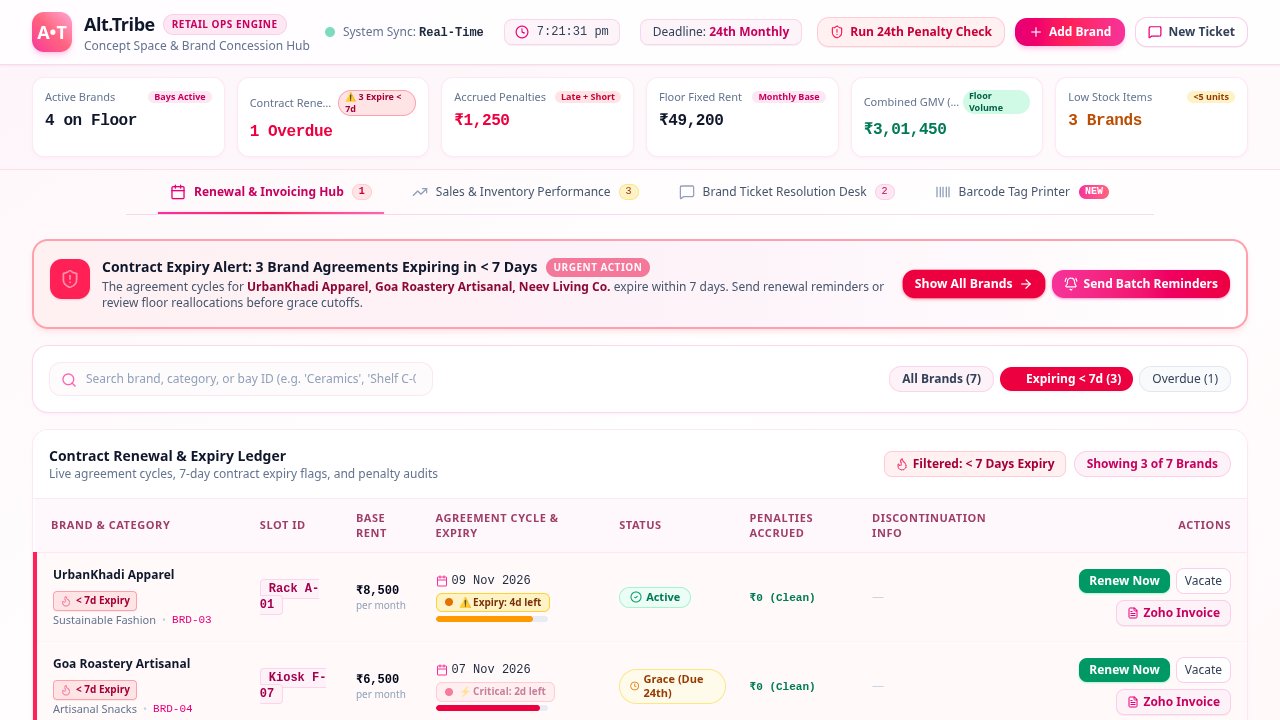 A•T
Alt.Tribe RETAIL OPS ENGINE
Concept Space & Brand Concession Hub
System Sync: Real-Time
7:21:31 pm
Deadline: 24th Monthly
Run 24th Penalty Check
Add Brand
New Ticket
Active Brands Bays Active
4 on Floor
Contract Rene... ⚠️ 3 Expire < 7d
1 Overdue
Accrued Penalties Late + Short
₹1,250
Floor Fixed Rent Monthly Base
₹49,200
Combined GMV (... Floor Volume
₹3,01,450
Low Stock Items <5 units
3 Brands
Renewal & Invoicing Hub 1
Sales & Inventory Performance 3
Brand Ticket Resolution Desk 2
Barcode Tag Printer NEW
Contract Expiry Alert: 3 Brand Agreements Expiring in < 7 Days URGENT ACTION
The agreement cycles for UrbanKhadi Apparel, Goa Roastery Artisanal, Neev Living Co. expire within 7 days. Send renewal reminders or
review floor reallocations before grace cutoffs.
Show All Brands
Send Batch Reminders
Search brand, category, or bay ID (e.g. 'Ceramics', 'Shelf C-(
All Brands (7)
Expiring < 7d (3)
Overdue (1)
Contract Renewal & Expiry Ledger
Live agreement cycles, 7-day contract expiry flags, and penalty audits
Filtered: < 7 Days Expiry
Showing 3 of 7 Brands
BRAND & CATEGORY
SLOT ID
BASE RENT
AGREEMENT CYCLE & EXPIRY
STATUS
PENALTIES ACCRUED
DISCONTINUATION INFO
ACTIONS
UrbanKhadi Apparel
< 7d Expiry
Sustainable Fashion · BRD-03
Rack A-
01
₹8,500
per month
09 Nov 2026
⚠️ Expiry: 4d left
Active
₹0 (Clean)
—
Renew Now
Vacate
Zoho Invoice
Goa Roastery Artisanal
< 7d Expiry
Artisanal Snacks · BRD-04
Kiosk F-
07
₹6,500
per month
07 Nov 2026
⚡ Critical: 2d left
Grace (Due
24th)
₹0 (Clean)
—
Renew Now
Vacate
Zoho Invoice